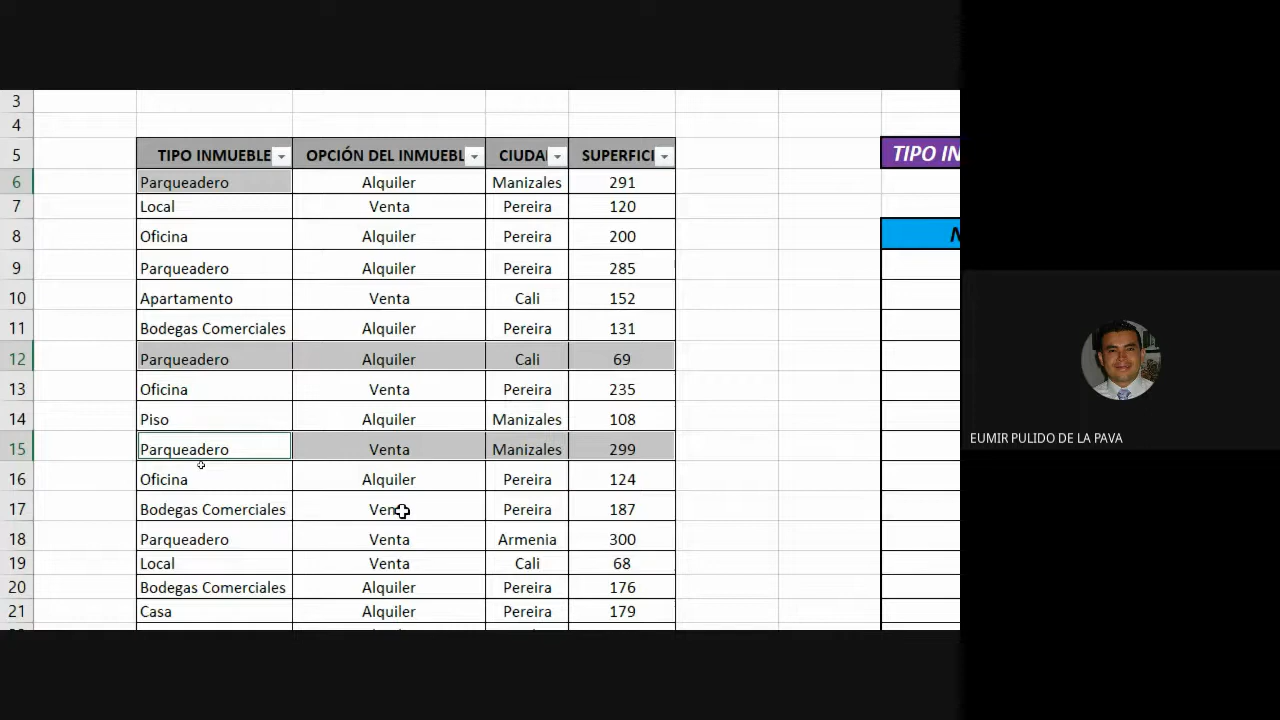 3
4
5 TIPO INMUEBLE OPCIÓN DEL INMUEBL CIUDA SUPERFICI TIPO IN
6 Parqueadero Alquiler Manizales 291
7 Local Venta Pereira 120
8 Oficina Alquiler Pereira 200 N
9 Parqueadero Alquiler Pereira 285
10 Apartamento Venta Cali 152
11 Bodegas Comerciales Alquiler Pereira 131
12 Parqueadero Alquiler Cali 69
13 Oficina Venta Pereira 235
14 Piso Alquiler Manizales 108
15 Parqueadero Venta Manizales 299
16 Oficina Alquiler Pereira 124
17 Bodegas Comerciales Venta Pereira 187
18 Parqueadero Venta Armenia 300
19 Local Venta Cali 68
20 Bodegas Comerciales Alquiler Pereira 176
21 Casa Alquiler Pereira 179
EUMIR PULIDO DE LA PAVA